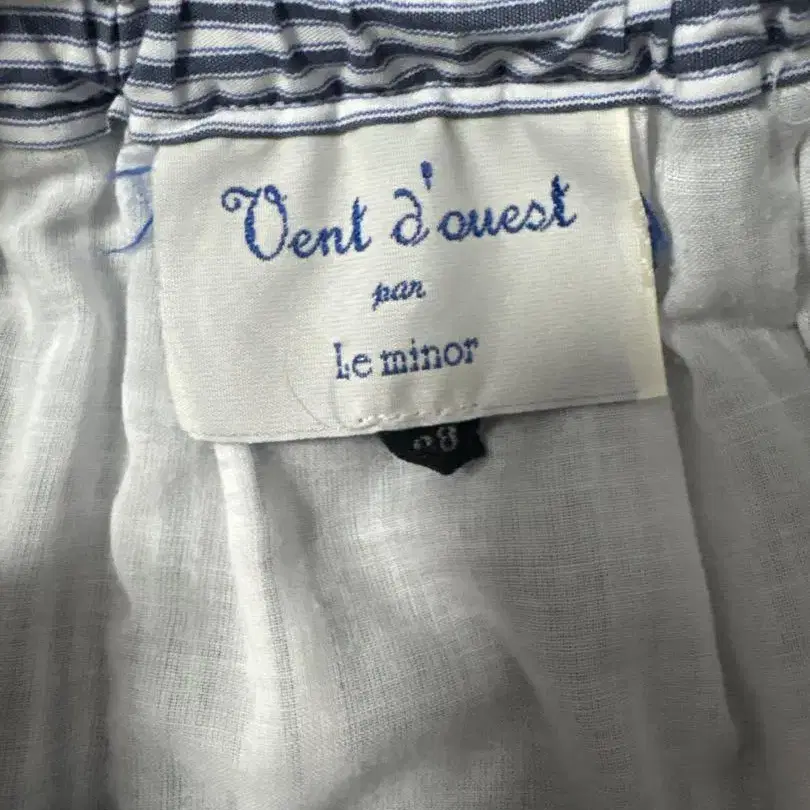 Vent d'ouest
par
Le minor